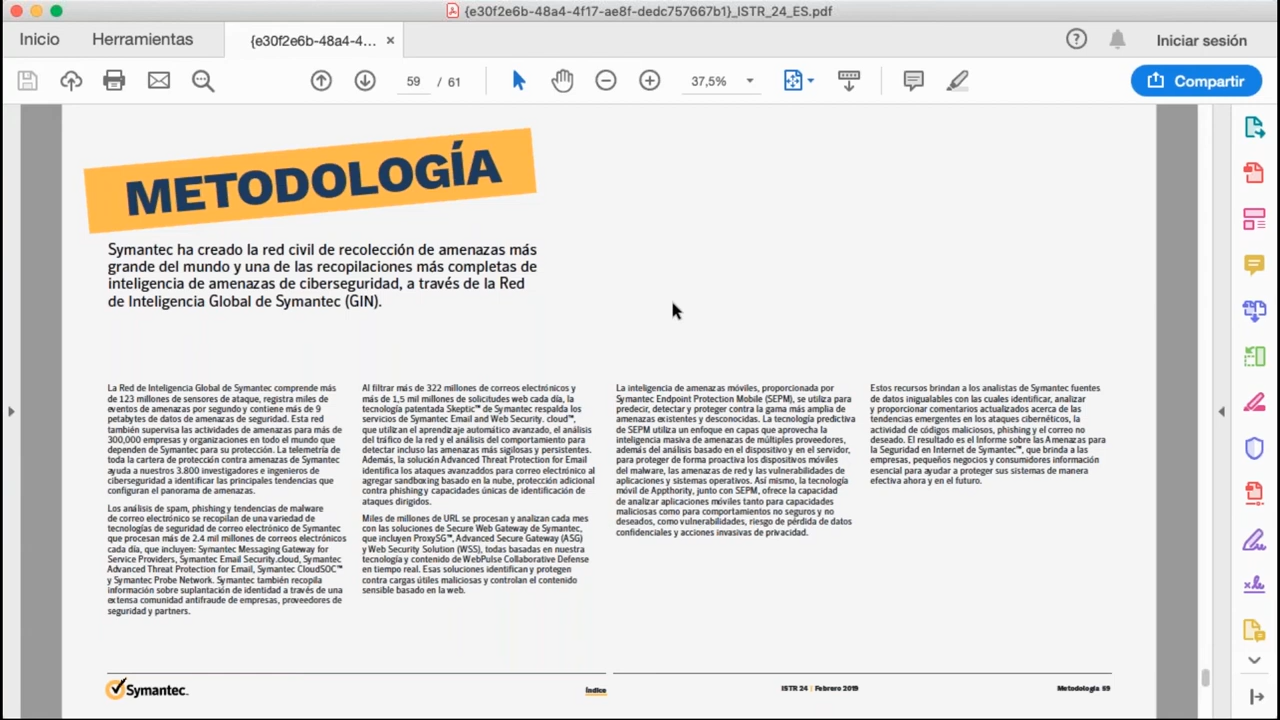 {e30f2e6b-48a4-4f17-ae8f-dedc757667b1}_ISTR_24_ES.pdf
Inicio
Herramientas
{e30f2e6b-48a4-4...
Iniciar sesión
59 / 61
37,5%
Compartir
METODOLOGÍA
Symantec ha creado la red civil de recolección de amenazas más
grande del mundo y una de las recopilaciones más completas de
inteligencia de amenazas de ciberseguridad, a través de la Red
de Inteligencia Global de Symantec (GIN).
La Red de Inteligencia Global de Symantec comprende más
de 123 millones de sensores de ataque, registra miles de
eventos de amenazas por segundo y contiene más de 9
petabytes de datos de amenazas de seguridad. Esta red
también supervisa las actividades de amenazas para más de
300,000 empresas y organizaciones en todo el mundo que
dependen de Symantec para su protección. La telemetría de
toda la cartera de protección contra amenazas de Symantec
ayuda a nuestros 3.800 investigadores e ingenieros de
ciberseguridad a identificar las principales tendencias que
configuran el panorama de amenazas.
Los análisis de spam, phishing y tendencias de malware
de correo electrónico se recopilan de una variedad de
tecnologías de seguridad de correo electrónico de Symantec
que procesan más de 2.4 mil millones de correos electrónicos
cada día, que incluyen: Symantec Messaging Gateway for
Service Providers, Symantec Email Security.cloud, Symantec
Advanced Threat Protection for Email, Symantec CloudSOC™
y Symantec Probe Network. Symantec también recopila
información sobre suplantación de identidad a través de una
extensa comunidad antifraude de empresas, proveedores de
seguridad y partners.
Al filtrar más de 322 millones de correos electrónicos y
más de 1,5 mil millones de solicitudes web cada día, la
tecnología patentada Skeptic™ de Symantec respalda los
servicios de Symantec Email and Web Security. cloud™,
que utilizan el aprendizaje automático avanzado, el análisis
del tráfico de la red y el análisis del comportamiento para
detectar incluso las amenazas más sigilosas y persistentes.
Además, la solución Advanced Threat Protection for Email
identifica los ataques avanzaddos para correo electrónico al
agregar sandboxing basado en la nube, protección adicional
contra phishing y capacidades únicas de identificación de
ataques dirigidos.
Miles de millones de URL se procesan y analizan cada mes
con las soluciones de Secure Web Gateway de Symantec,
que incluyen ProxySG™, Advanced Secure Gateway (ASG)
y Web Security Solution (WSS), todas basadas en nuestra
tecnología y contenido de WebPulse Collaborative Defense
en tiempo real. Esas soluciones identifican y protegen
contra cargas útiles maliciosas y controlan el contenido
sensible basado en la web.
La inteligencia de amenazas móviles, proporcionada por
Symantec Endpoint Protection Mobile (SEPM), se utiliza para
predecir, detectar y proteger contra la gama más amplia de
amenazas existentes y desconocidas. La tecnología predictiva
de SEPM utiliza un enfoque en capas que aprovecha la
inteligencia masiva de amenazas de múltiples proveedores,
además del análisis basado en el dispositivo y en el servidor,
para proteger de forma proactiva los dispositivos móviles
del malware, las amenazas de red y las vulnerabilidades de
aplicaciones y sistemas operativos. Así mismo, la tecnología
móvil de Appthority, junto con SEPM, ofrece la capacidad
de analizar aplicaciones móviles tanto para capacidades
maliciosas como para comportamientos no seguros y no
deseados, como vulnerabilidades, riesgo de pérdida de datos
confidenciales y acciones invasivas de privacidad.
Estos recursos brindan a los analistas de Symantec fuentes
de datos inigualables con las cuales identificar, analizar
y proporcionar comentarios actualizados acerca de las
tendencias emergentes en los ataques cibernéticos, la
actividad de códigos maliciosos, phishing y el correo no
deseado. El resultado es el Informe sobre las Amenazas para
la Seguridad en Internet de Symantec™, que brinda a las
empresas, pequeños negocios y consumidores información
esencial para ayudar a proteger sus sistemas de manera
efectiva ahora y en el futuro.
Symantec.
Índice
ISTR 24 | Febrero 2019
Metodología 59